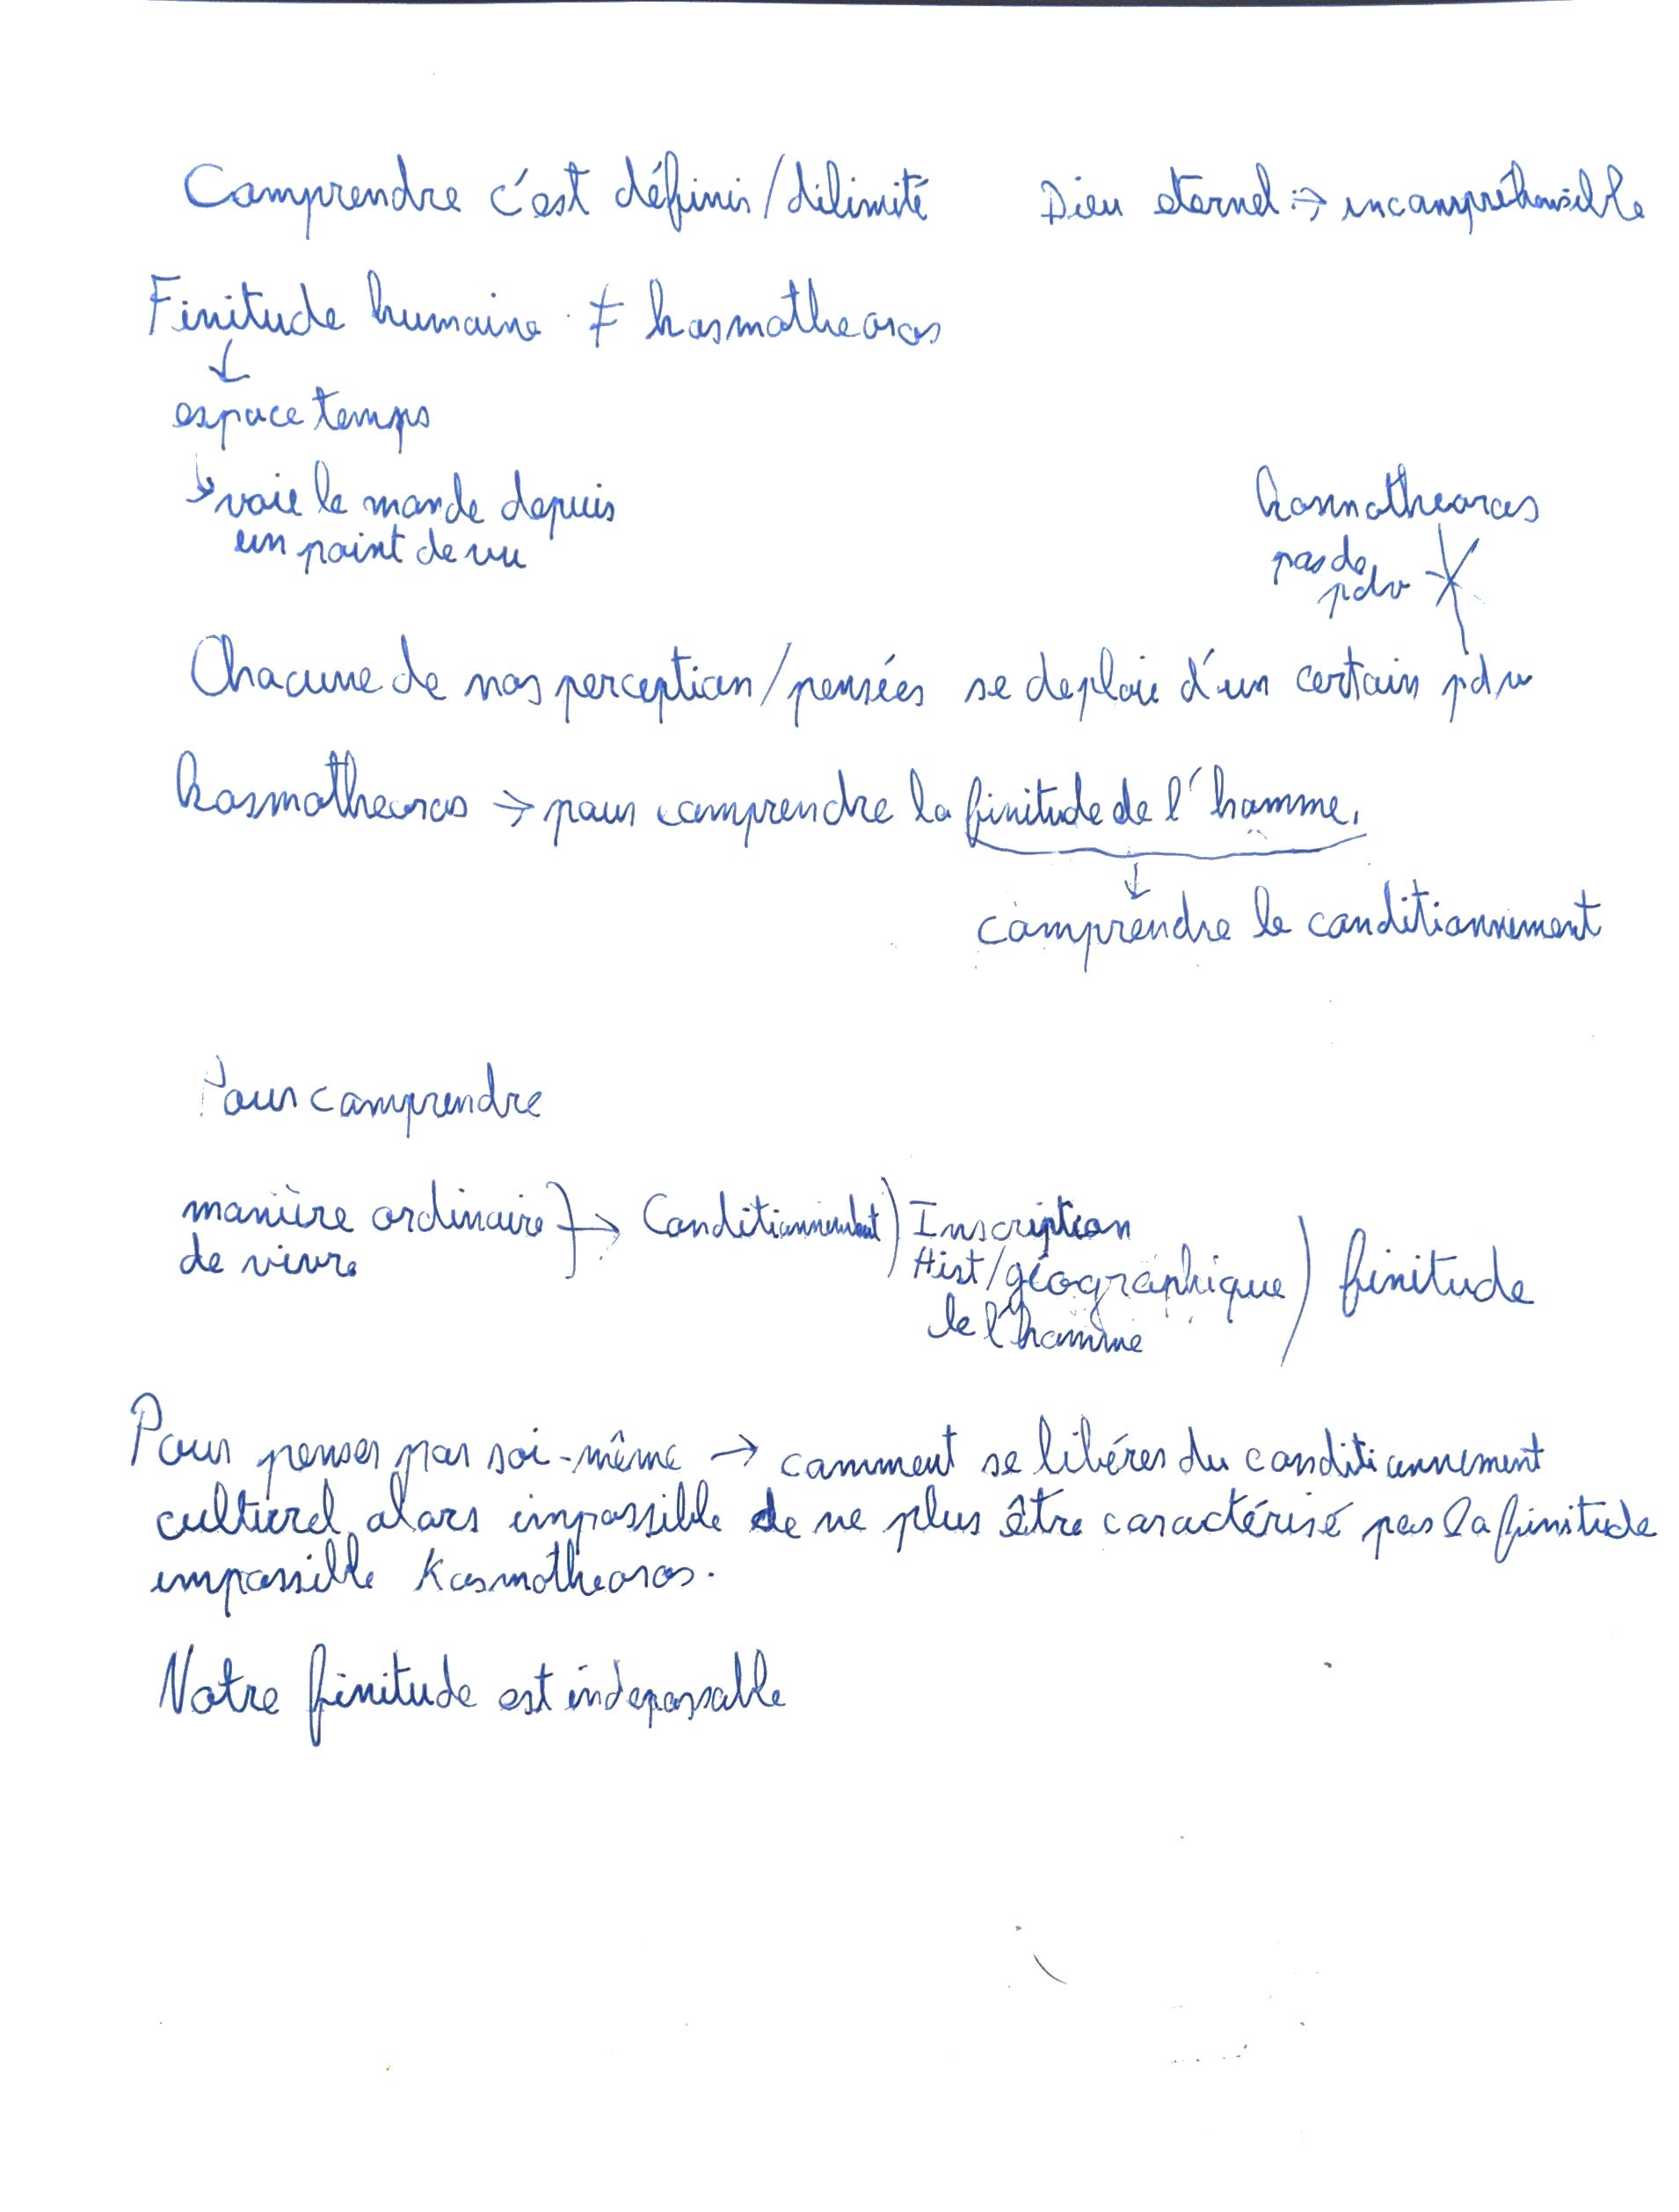 Comprendre c'est définir/délimité Dieu eternel → incompréhensible
Finitude humaine ≠ kosmotheoros
↓
espace temps
↳ voie le monde depuis
un point de vu
kosmotheoros
pas de
pdv
Chacune de nos perception/pensées se deploie d'un certain pdv
kosmotheoros → pour comprendre la finitude de l'homme.
↓
comprendre le conditionnement
Pour comprendre
manière ordinaire } → Conditionnement ) Inscription
de vivre
Hist/géographique ) finitude
de l'homme
Pour penser par soi-même → comment se libérer du conditionnement
culturel, alors impossible de ne plus être caractérisé par la finitude
impossible Kosmotheoros.
Notre finitude est indepassable